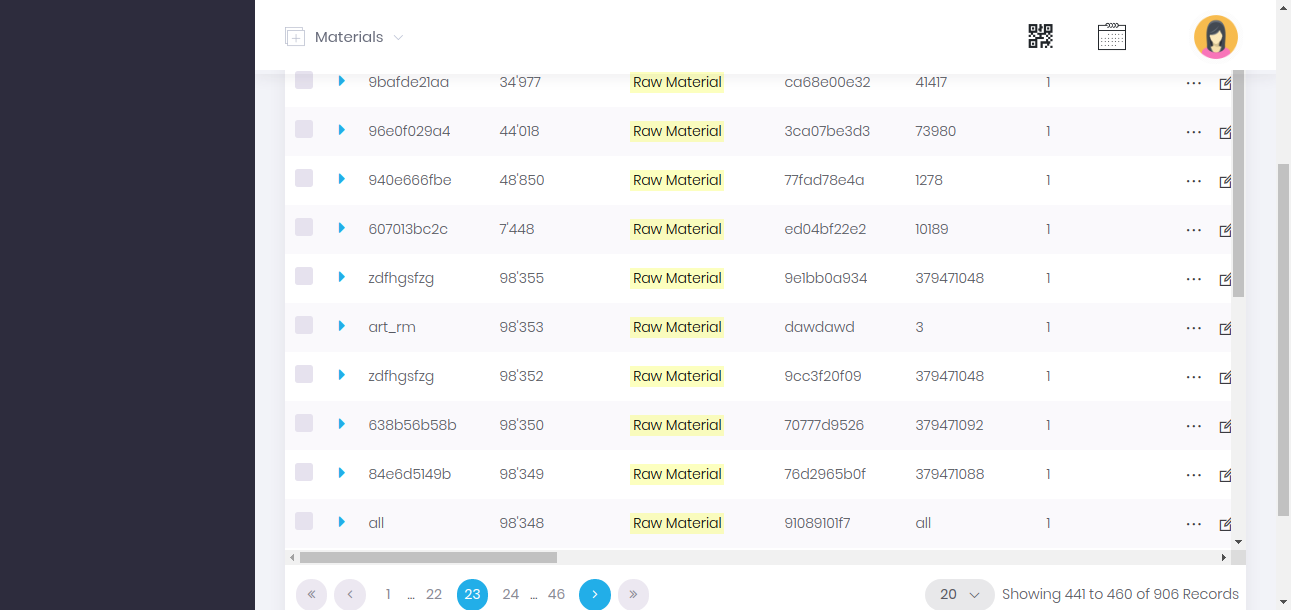 Materials
9bafde21aa 34'977 Raw Material ca68e00e32 41417 1 ...
96e0f029a4 44'018 Raw Material 3ca07be3d3 73980 1 ...
940e666fbe 48'850 Raw Material 77fad78e4a 1278 1 ...
607013bc2c 7'448 Raw Material ed04bf22e2 10189 1 ...
zdfhgsfzg 98'355 Raw Material 9e1bb0a934 379471048 1 ...
art_rm 98'353 Raw Material dawdawd 3 1 ...
zdfhgsfzg 98'352 Raw Material 9cc3f20f09 379471048 1 ...
638b56b58b 98'350 Raw Material 70777d9526 379471092 1 ...
84e6d5149b 98'349 Raw Material 76d2965b0f 379471088 1 ...
all 98'348 Raw Material 91089101f7 all 1 ...
« ‹ 1 ... 22 23 24 ... 46 › » 20 Showing 441 to 460 of 906 Records